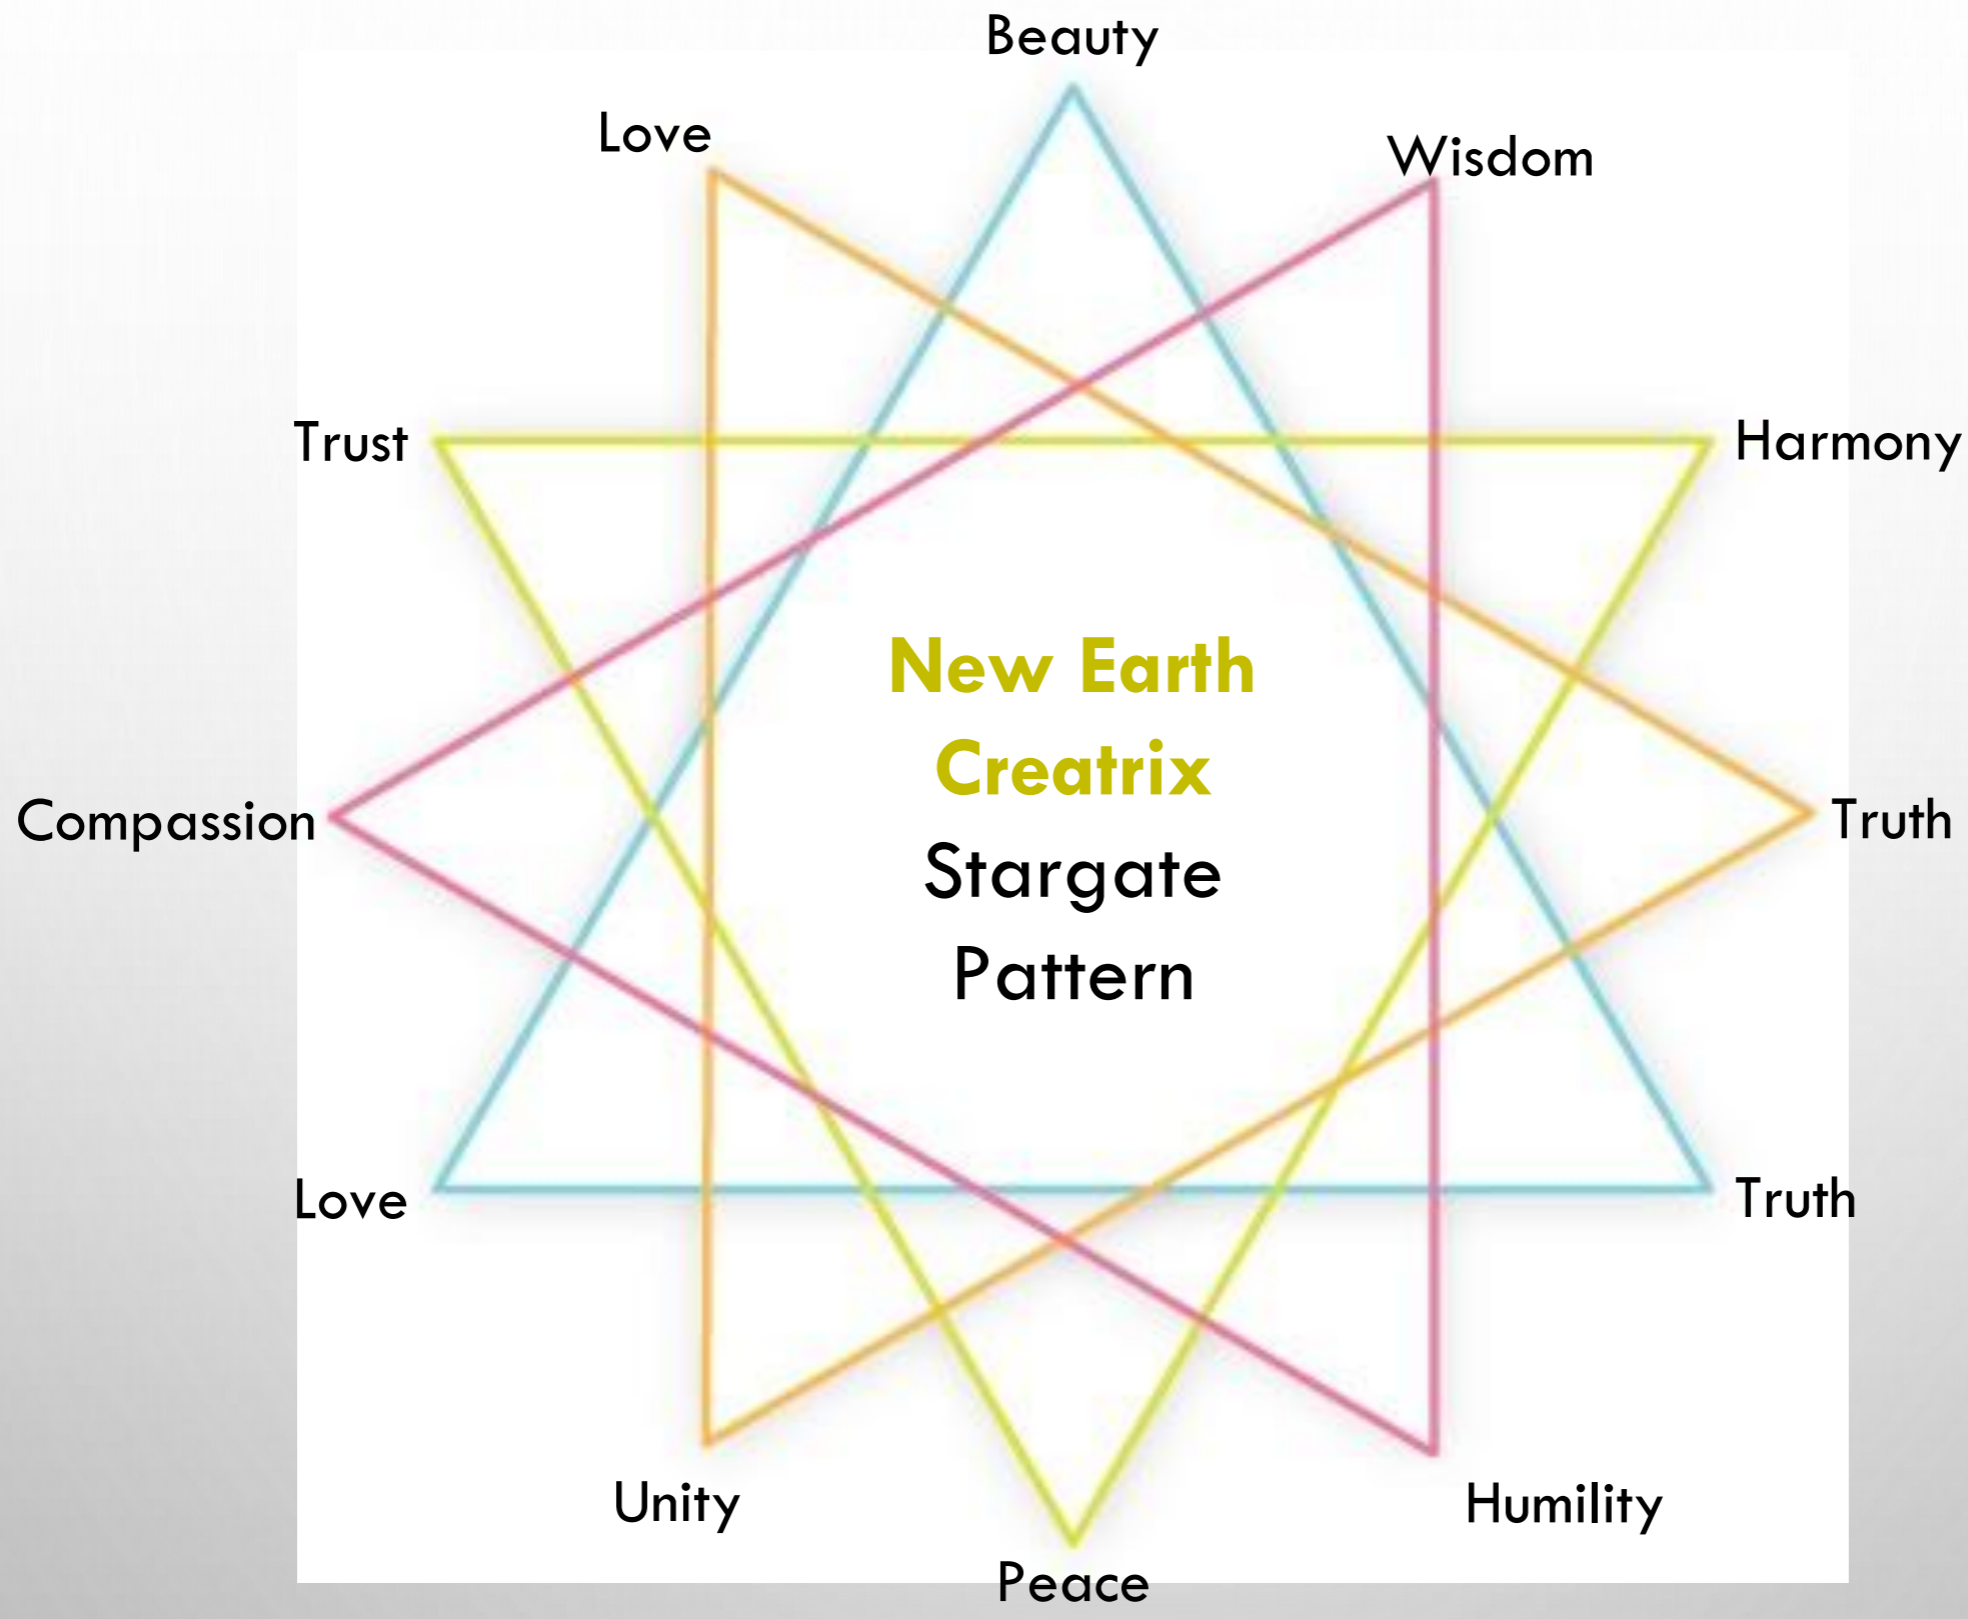 Beauty
Love
Wisdom
Trust
Harmony
New Earth
Creatrix
Stargate
Pattern
Compassion
Truth
Love
Truth
Unity
Humility
Peace